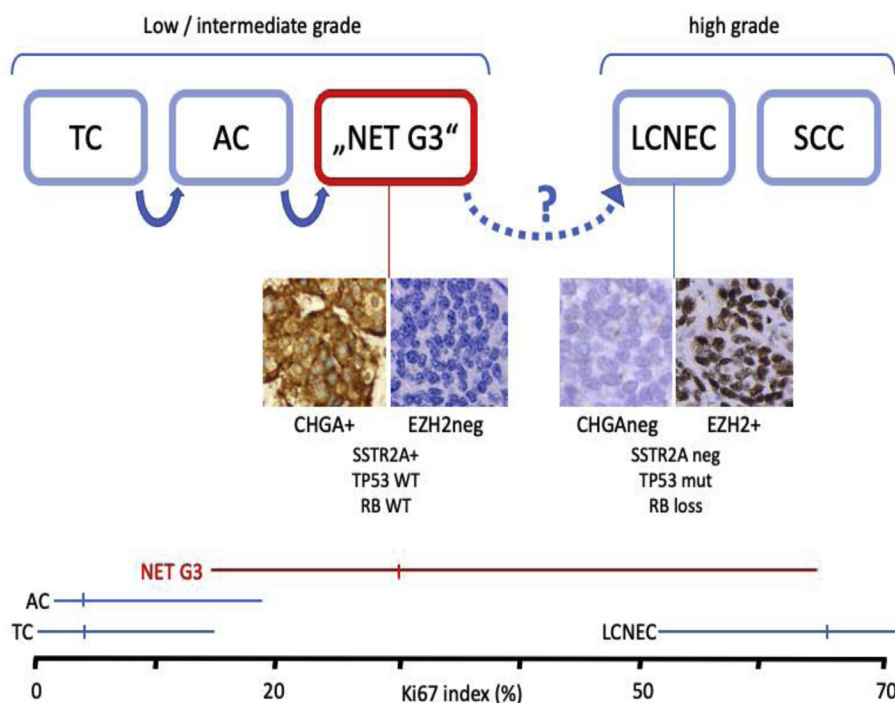 Low / intermediate grade
high grade
TC
AC
„NET G3“
LCNEC
SCC
?
CHGA+
EZH2neg
CHGAneg
EZH2+
SSTR2A+
TP53 WT
RB WT
SSTR2A neg
TP53 mut
RB loss
NET G3
AC
TC
LCNEC
0
20
Ki67 index (%)
50
70